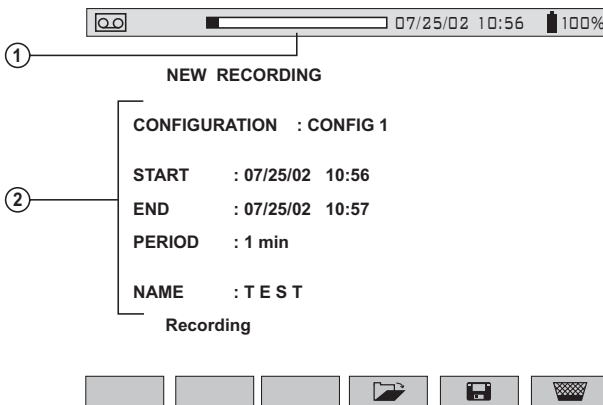 07/25/02 10:56 100%
1
NEW RECORDING
CONFIGURATION : CONFIG 1
2
START : 07/25/02 10:56
END : 07/25/02 10:57
PERIOD : 1 min
NAME : T E S T
Recording